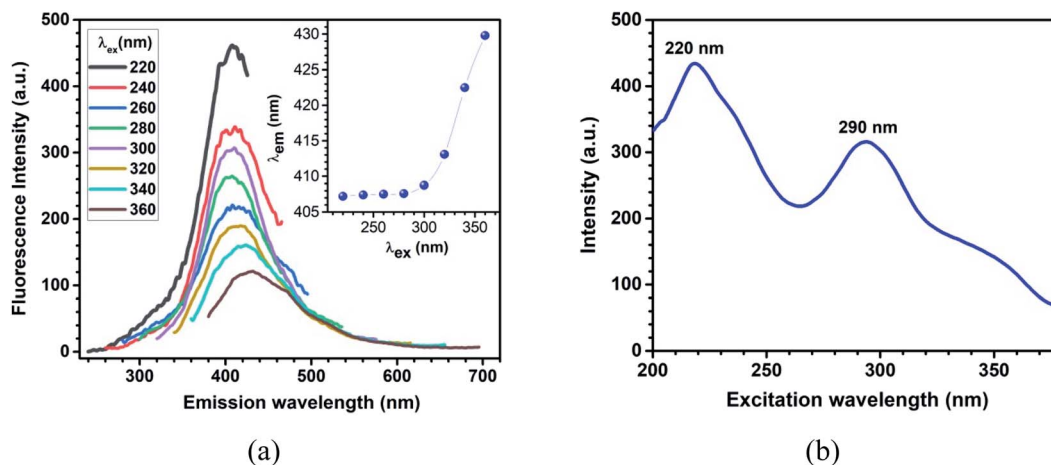 500
400
300
200
100
0
Fluorescence Intensity (a.u.)
λex(nm)
220
240
260
280
300
320
340
360
430
425
420
415
410
405
λem
250 300 350
λex (nm)
300 400 500 600 700
Emission wavelength (nm)
(a)
500
400
300
200
100
0
Intensity (a.u.)
220 nm
290 nm
200 250 300 350
Excitation wavelength (nm)
(b)